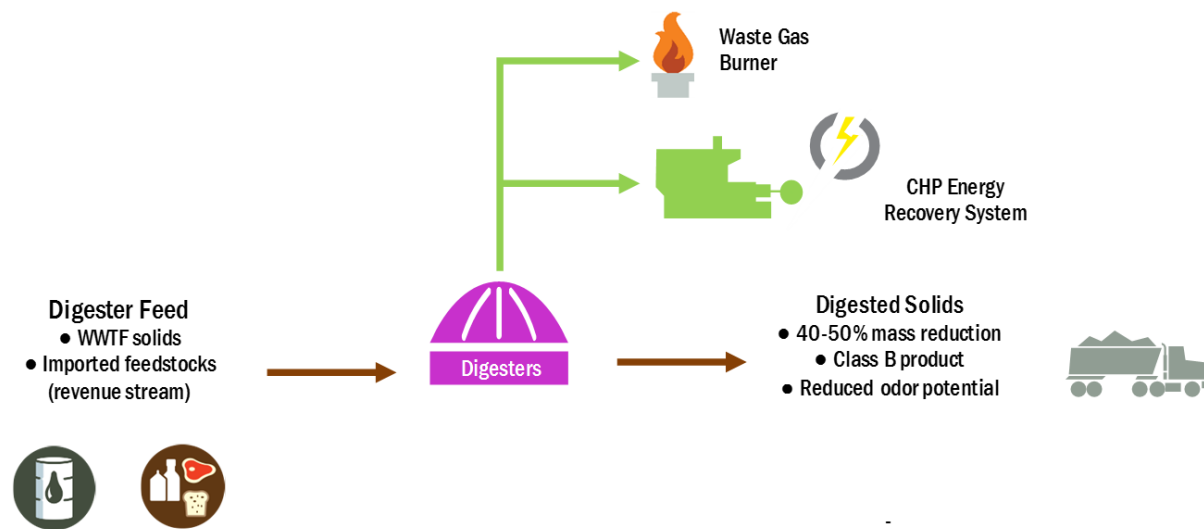 Waste Gas
Burner
CHP Energy
Recovery System
Digester Feed
● WWTF solids
● Imported feedstocks
(revenue stream)
Digesters
Digested Solids
● 40-50% mass reduction
● Class B product
● Reduced odor potential
-